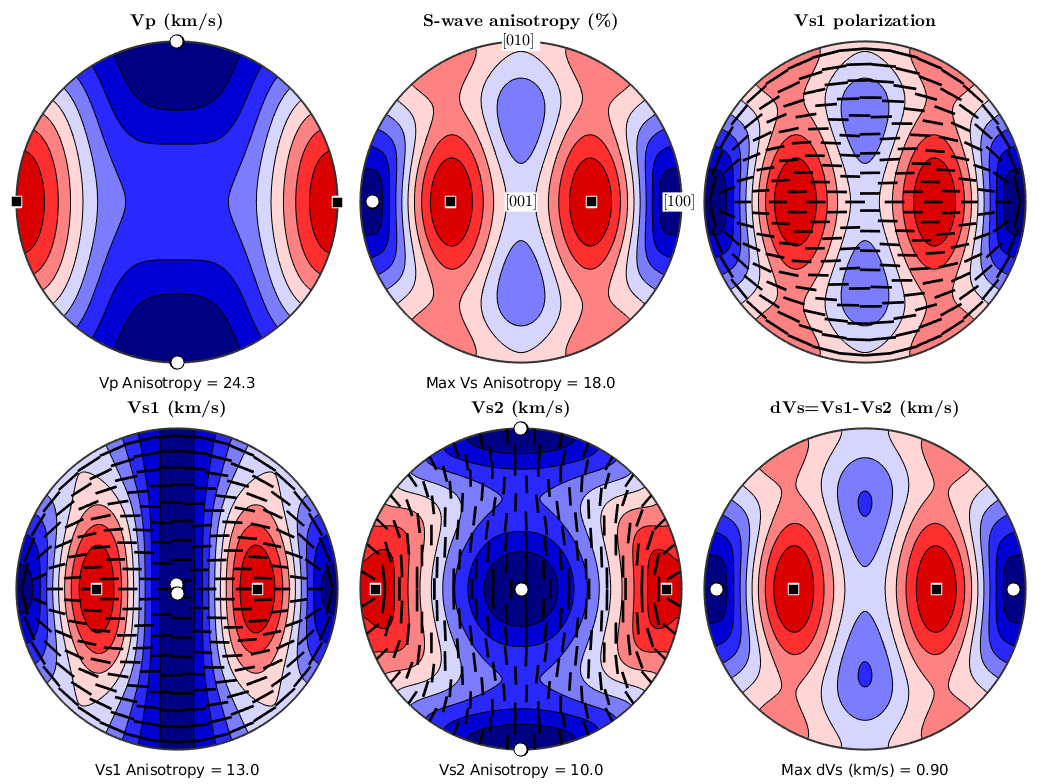 Vp (km/s)
S-wave anisotropy (%)
Vs1 polarization
[010]
[001]
[100]
Vp Anisotropy = 24.3
Max Vs Anisotropy = 18.0
Vs1 (km/s)
Vs2 (km/s)
dVs=Vs1-Vs2 (km/s)
Vs1 Anisotropy = 13.0
Vs2 Anisotropy = 10.0
Max dVs (km/s) = 0.90